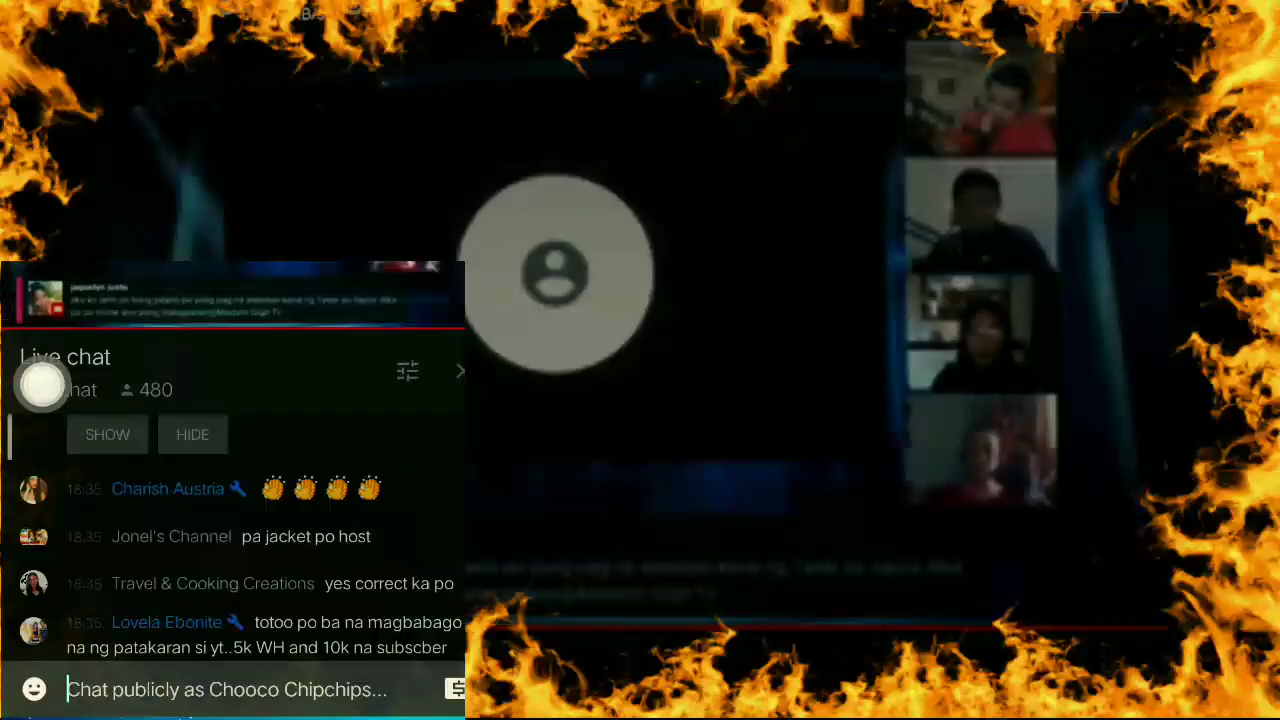 jaquelyn justo
Live chat
hat 480
SHOW HIDE
18:35 Charish Austria
18:35 Jonel's Channel pa jacket po host
18:35 Travel & Cooking Creations yes correct ka po
18:35 Lovela Ebonite totoo po ba na magbabago
na ng patakaran si yt..5k WH and 10k na subscber
Chat publicly as Chooco Chipchips...